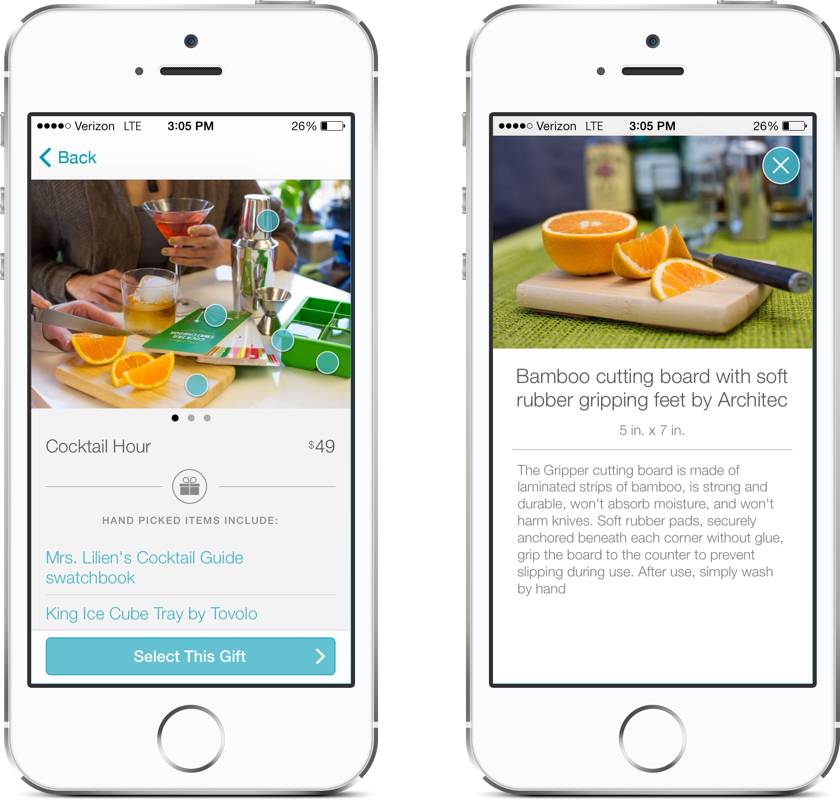 Verizon LTE 3:05 PM 26%
Back
COCKTAIL
SWATCHBOOK
Cocktail Hour $49
HAND PICKED ITEMS INCLUDE:
Mrs. Lilien's Cocktail Guide
swatchbook
King Ice Cube Tray by Tovolo
Select This Gift
Verizon LTE 3:05 PM 26%
Bamboo cutting board with soft
rubber gripping feet by Architec
5 in. x 7 in.
The Gripper cutting board is made of
laminated strips of bamboo, is strong and
durable, won't absorb moisture, and won't
harm knives. Soft rubber pads, securely
anchored beneath each corner without glue,
grip the board to the counter to prevent
slipping during use. After use, simply wash
by hand